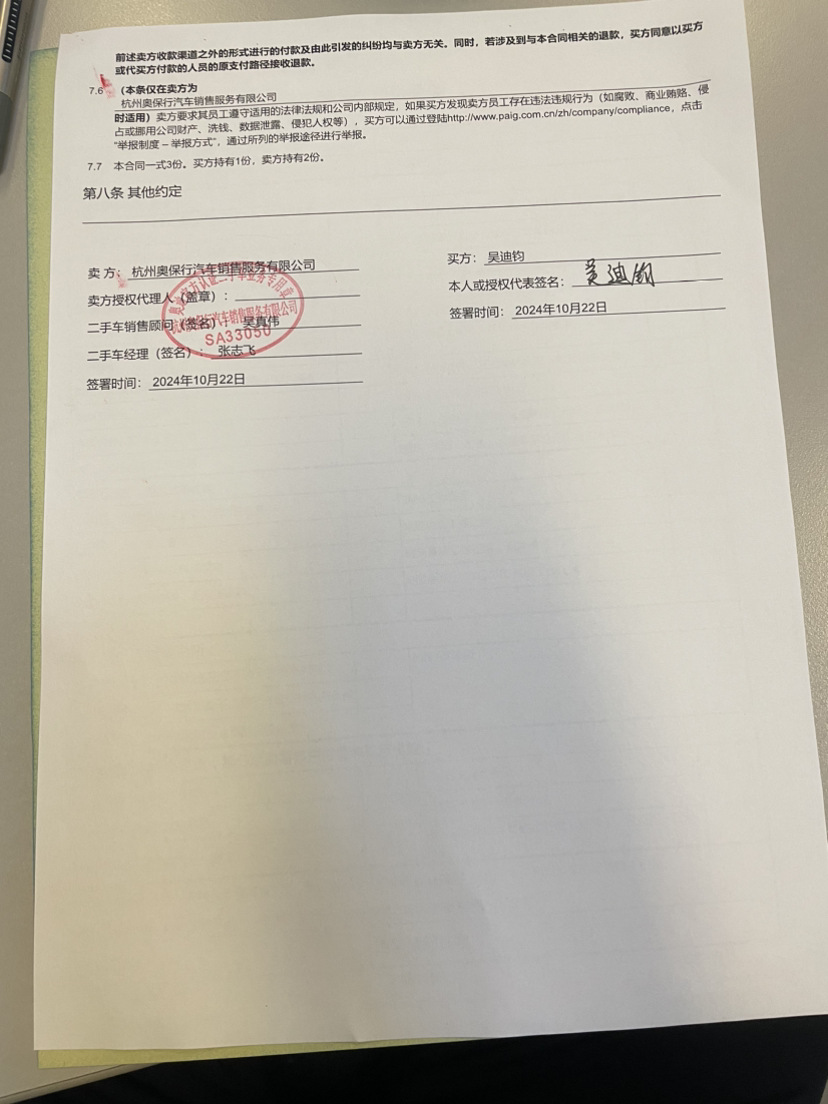 前述卖方收款渠道之外的形式进行的付款及由此引发的纠纷均与卖方无关。同时，若涉及到与本合同相关的退款，买方同意以买方
或代买方付款的人员的原支付路径接收退款。
7.6 （本条仅在卖方为
杭州奥保行汽车销售服务有限公司
时适用）卖方要求其员工遵守适用的法律法规和公司内部规定，如果买方发现卖方员工存在违法违规行为（如腐败、商业贿赂、侵
占或挪用公司财产、洗钱、数据泄露、侵犯人权等），买方可以通过登陆http://www.paig.com.cn/zh/company/compliance，点击
“举报制度 – 举报方式”，通过所列的举报途径进行举报。
7.7 本合同一式3份。买方持有1份，卖方持有2份。
第八条 其他约定
卖 方： 杭州奥保行汽车销售服务有限公司
卖方授权代理人（盖章）：
二手车销售顾问（签名） 吴真伟
二手车经理（签名）： 张志飞
签署时间： 2024年10月22日
杭州奥保行汽车销售服务有限公司
SA33050
买方： 吴迪钧
本人或授权代表签名： 吴迪钧
签署时间： 2024年10月22日